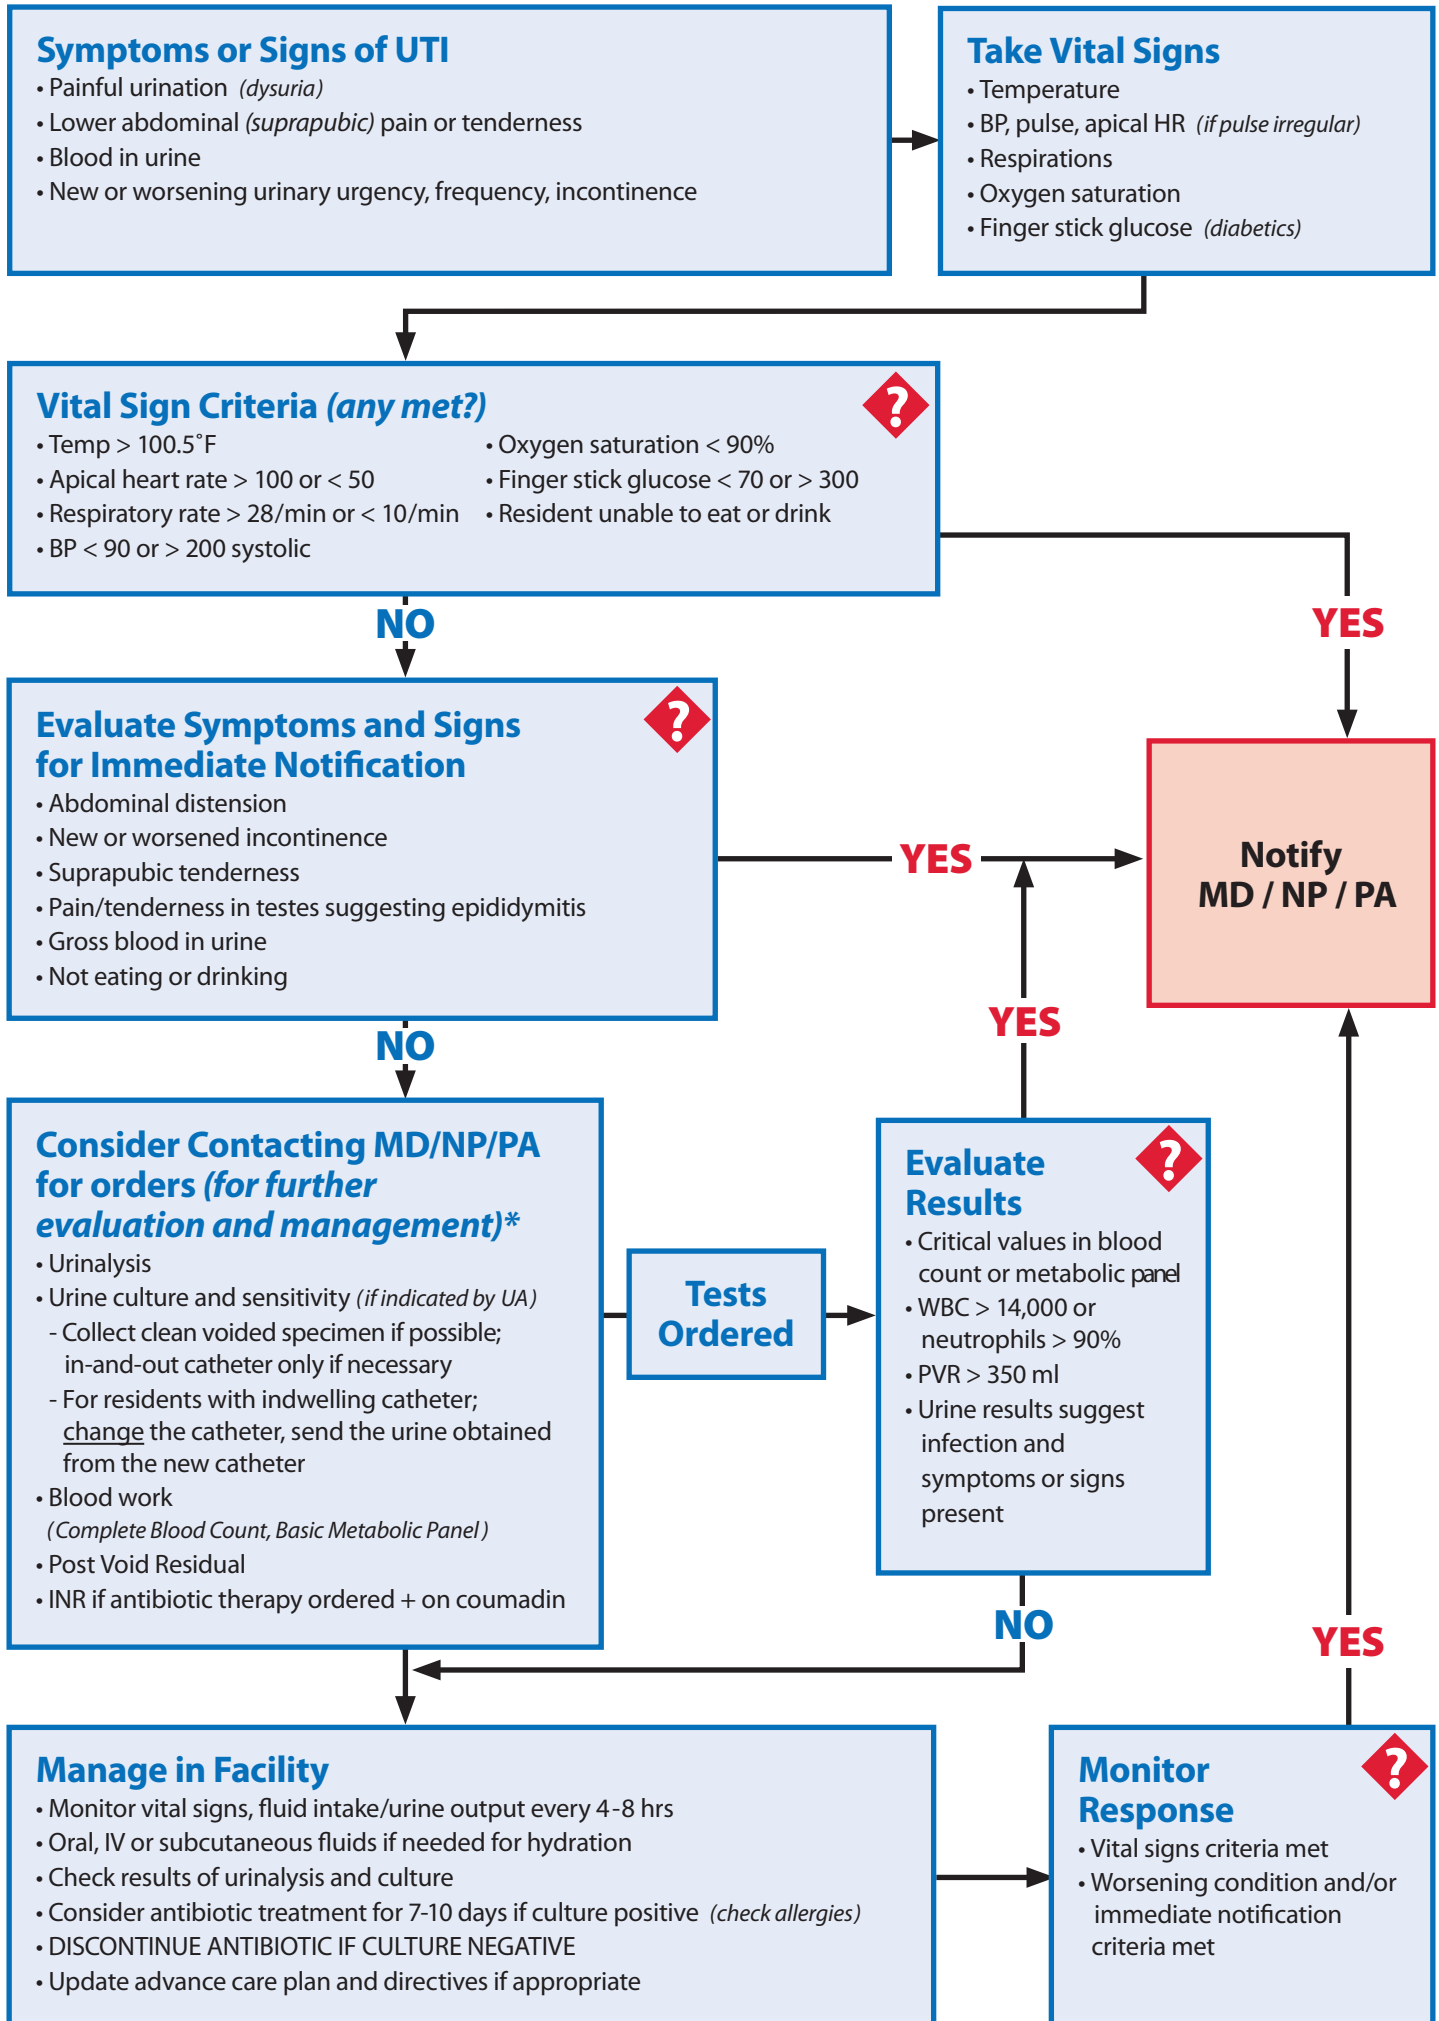 Symptoms or Signs of UTI
• Painful urination (dysuria)
• Lower abdominal (suprapubic) pain or tenderness
• Blood in urine
• New or worsening urinary urgency, frequency, incontinence
Take Vital Signs
• Temperature
• BP, pulse, apical HR (if pulse irregular)
• Respirations
• Oxygen saturation
• Finger stick glucose (diabetics)
Vital Sign Criteria (any met?)
?
• Temp > 100.5˚F
• Apical heart rate > 100 or < 50
• Respiratory rate > 28/min or < 10/min
• BP < 90 or > 200 systolic
• Oxygen saturation < 90%
• Finger stick glucose < 70 or > 300
• Resident unable to eat or drink
NO
YES
Evaluate Symptoms and Signs
for Immediate Notification
?
• Abdominal distension
• New or worsened incontinence
• Suprapubic tenderness
• Pain/tenderness in testes suggesting epididymitis
• Gross blood in urine
• Not eating or drinking
YES
Notify
MD / NP / PA
NO
YES
Consider Contacting MD/NP/PA
for orders (for further
evaluation and management)*
• Urinalysis
• Urine culture and sensitivity (if indicated by UA)
- Collect clean voided specimen if possible;
in-and-out catheter only if necessary
- For residents with indwelling catheter;
change the catheter, send the urine obtained
from the new catheter
• Blood work
(Complete Blood Count, Basic Metabolic Panel)
• Post Void Residual
• INR if antibiotic therapy ordered + on coumadin
Tests
Ordered
Evaluate
Results
?
• Critical values in blood
count or metabolic panel
• WBC > 14,000 or
neutrophils > 90%
• PVR > 350 ml
• Urine results suggest
infection and
symptoms or signs
present
NO
YES
Manage in Facility
• Monitor vital signs, fluid intake/urine output every 4-8 hrs
• Oral, IV or subcutaneous fluids if needed for hydration
• Check results of urinalysis and culture
• Consider antibiotic treatment for 7-10 days if culture positive (check allergies)
• DISCONTINUE ANTIBIOTIC IF CULTURE NEGATIVE
• Update advance care plan and directives if appropriate
Monitor
Response
?
• Vital signs criteria met
• Worsening condition and/or
immediate notification
criteria met